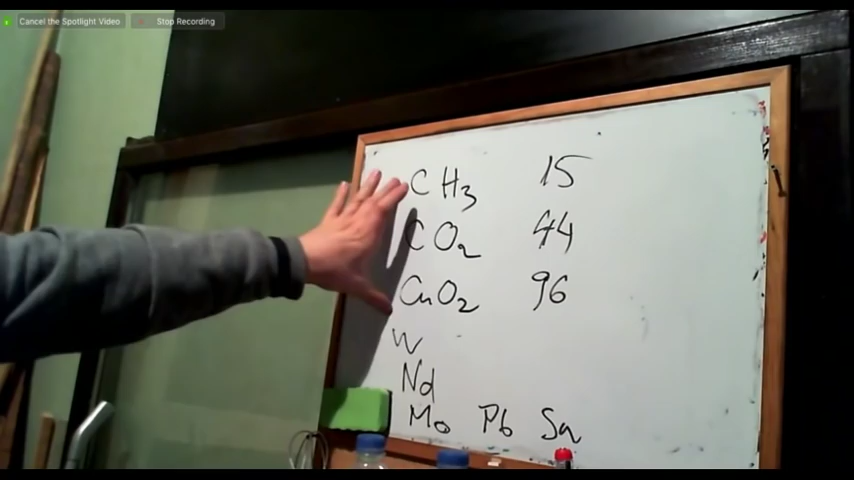 Cancel the Spotlight Video Stop Recording
CH3 15
CO2 44
CuO2 96
W
Nd
Mo Pb Sn